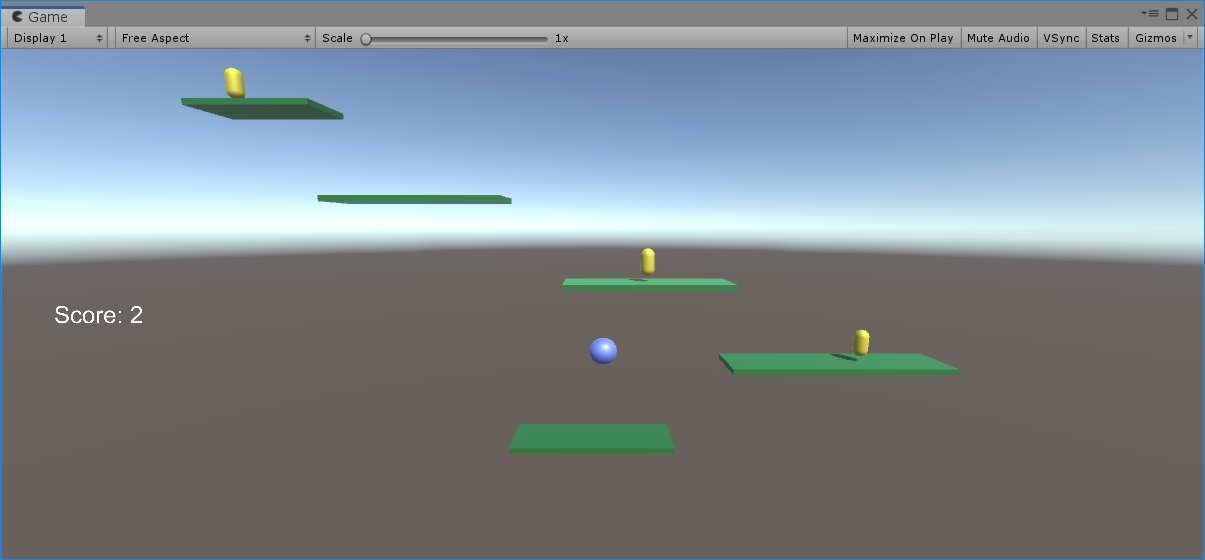 Game
Display 1 Free Aspect Scale 1x Maximize On Play Mute Audio VSync Stats Gizmos
Score: 2